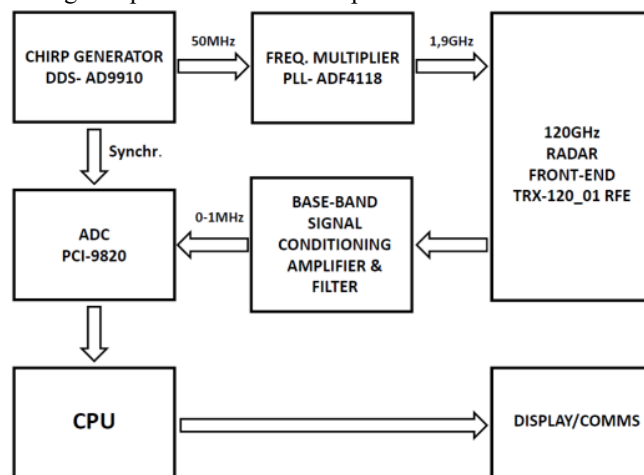 CHIRP GENERATOR
DDS- AD9910
50MHz
FREQ. MULTIPLIER
PLL- ADF4118
1,9GHz
120GHz
RADAR
FRONT-END
TRX-120_01 RFE
Synchr.
ADC
PCI-9820
0-1MHz
BASE-BAND
SIGNAL
CONDITIONING
AMPLIFIER &
FILTER
CPU
DISPLAY/COMMS